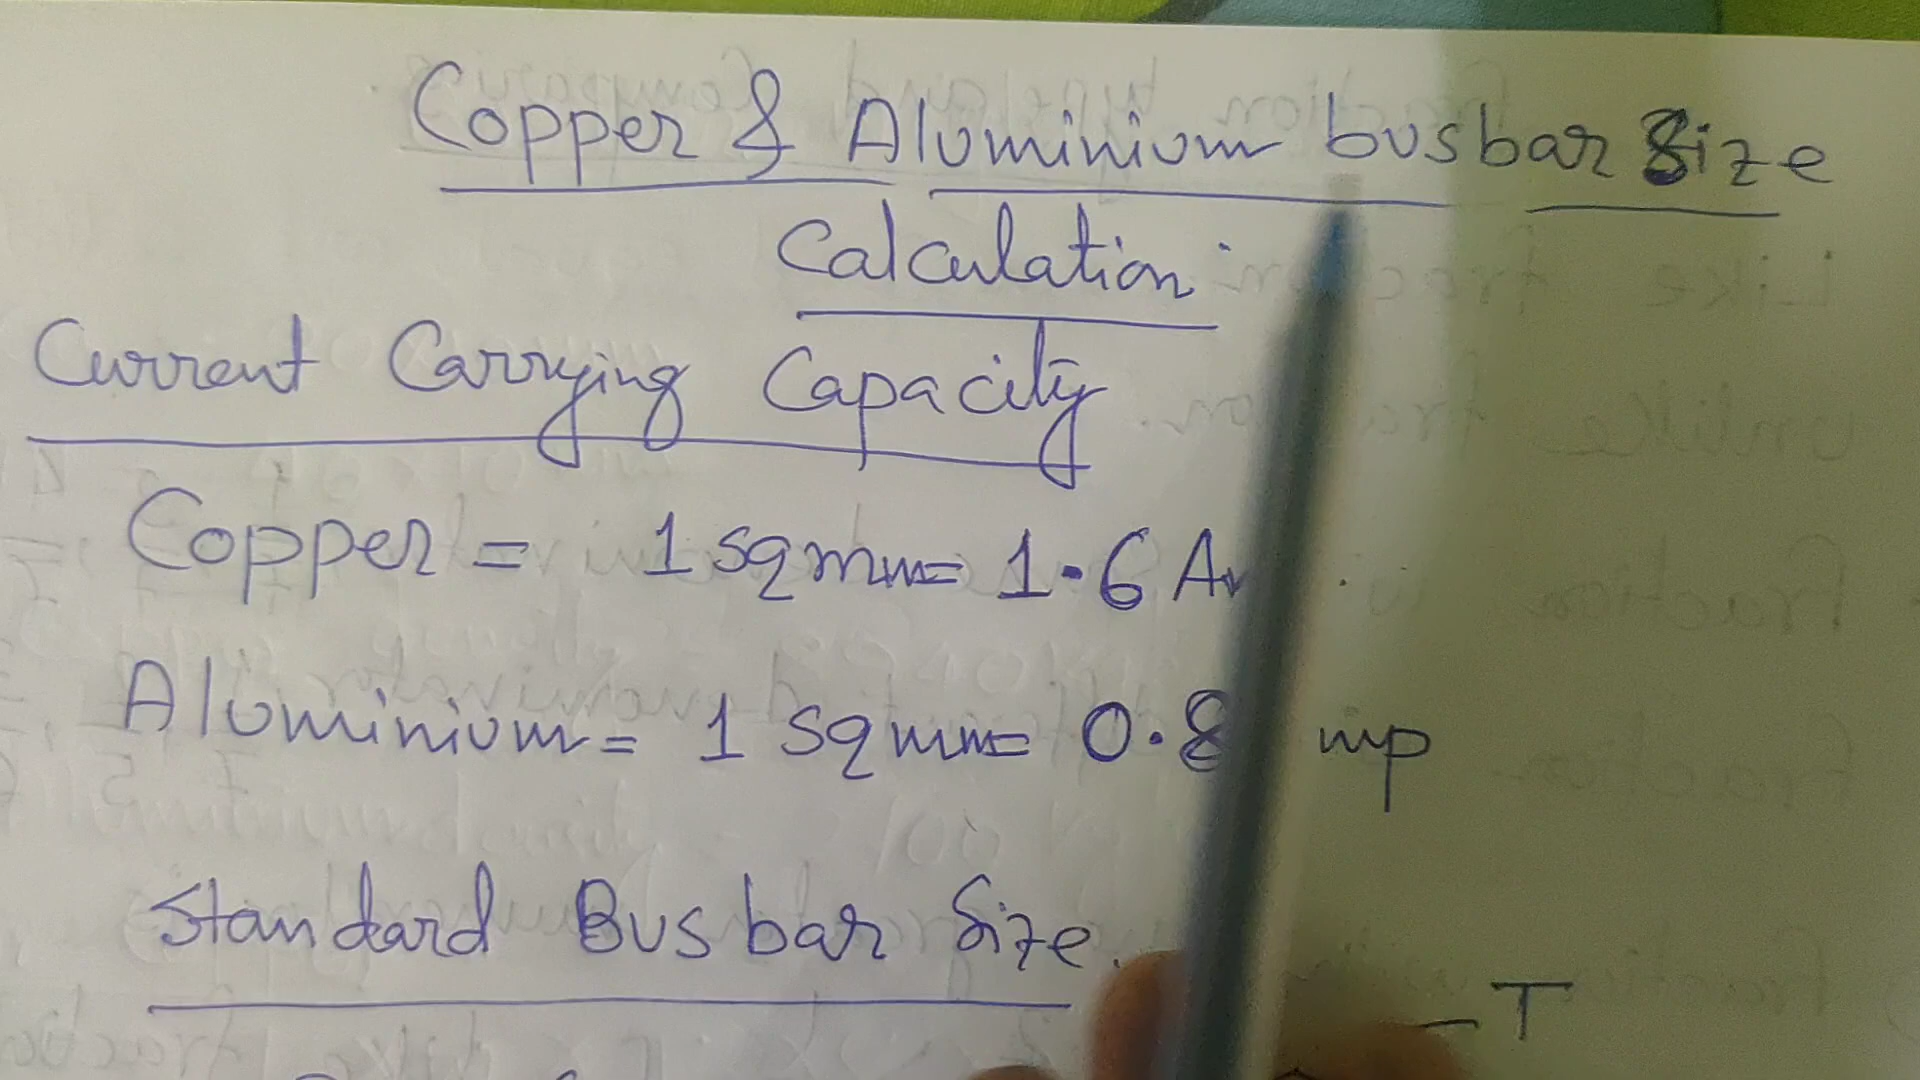 Copper & Aluminium busbar Size
Calculation
Current Carrying Capacity
Copper = 1 sqmm = 1.6 A
Aluminium = 1 sqmm = 0.8 mp
Standard Bus bar Size.
T